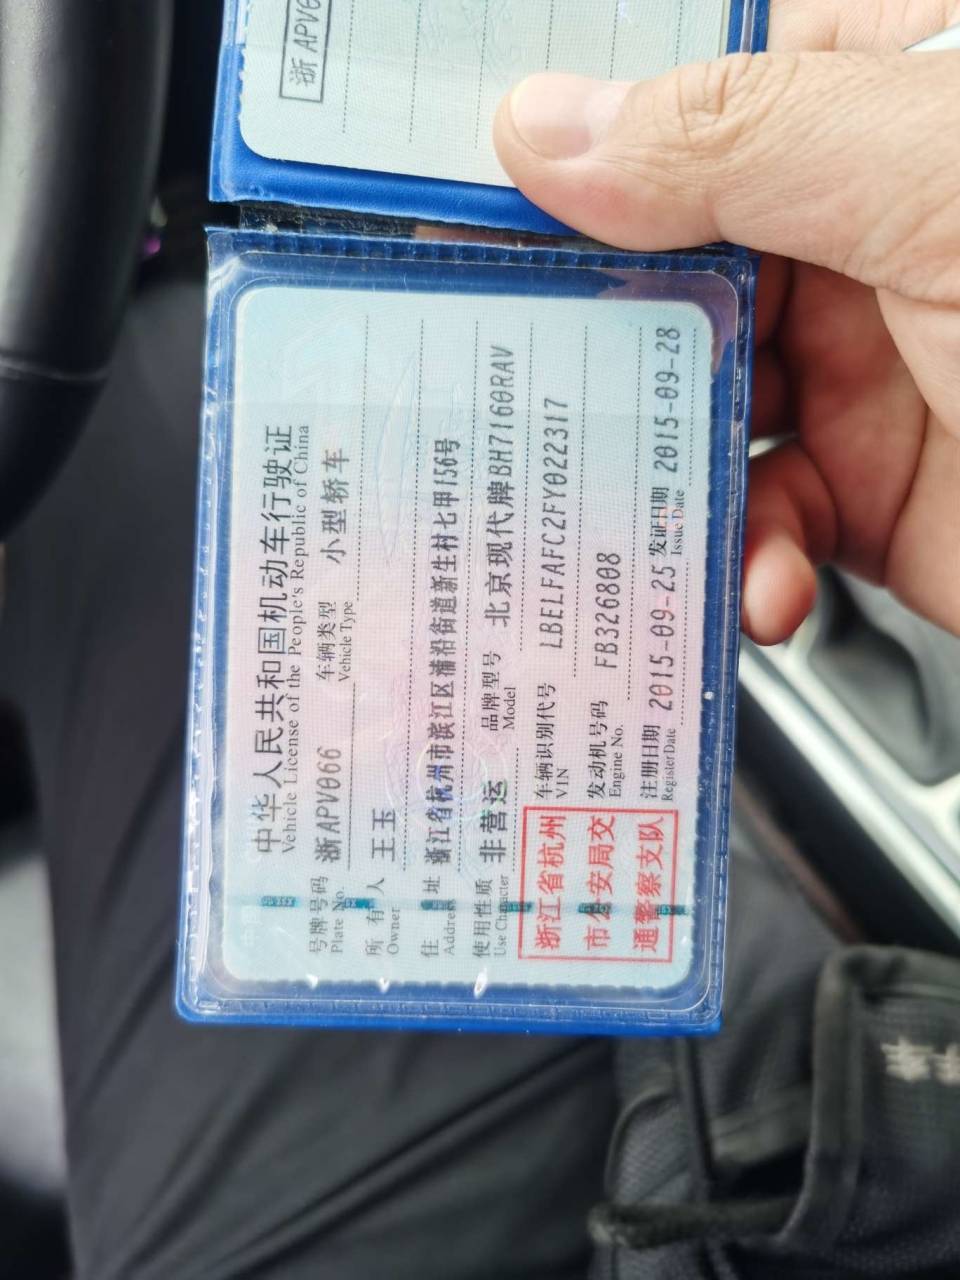 浙APV0
中华人民共和国机动车行驶证
Vehicle License of the People's Republic of China
号牌号码 浙APV066 车辆类型 小型轿车
Plate No. Vehicle Type
所有人 王玉
Owner
住址 浙江省杭州市滨江区浦沿街道新生村七甲156号
Address
使用性质 非营运 品牌型号 北京现代牌BH7160RAV
Use Character Model
浙江省杭州
市公安局交
通警察支队
车辆识别代号 LBELFAFC2FY022317
VIN
发动机号码 FB326808
Engine No.
注册日期 2015-09-25 发证日期 2015-09-28
Register Date Issue Date